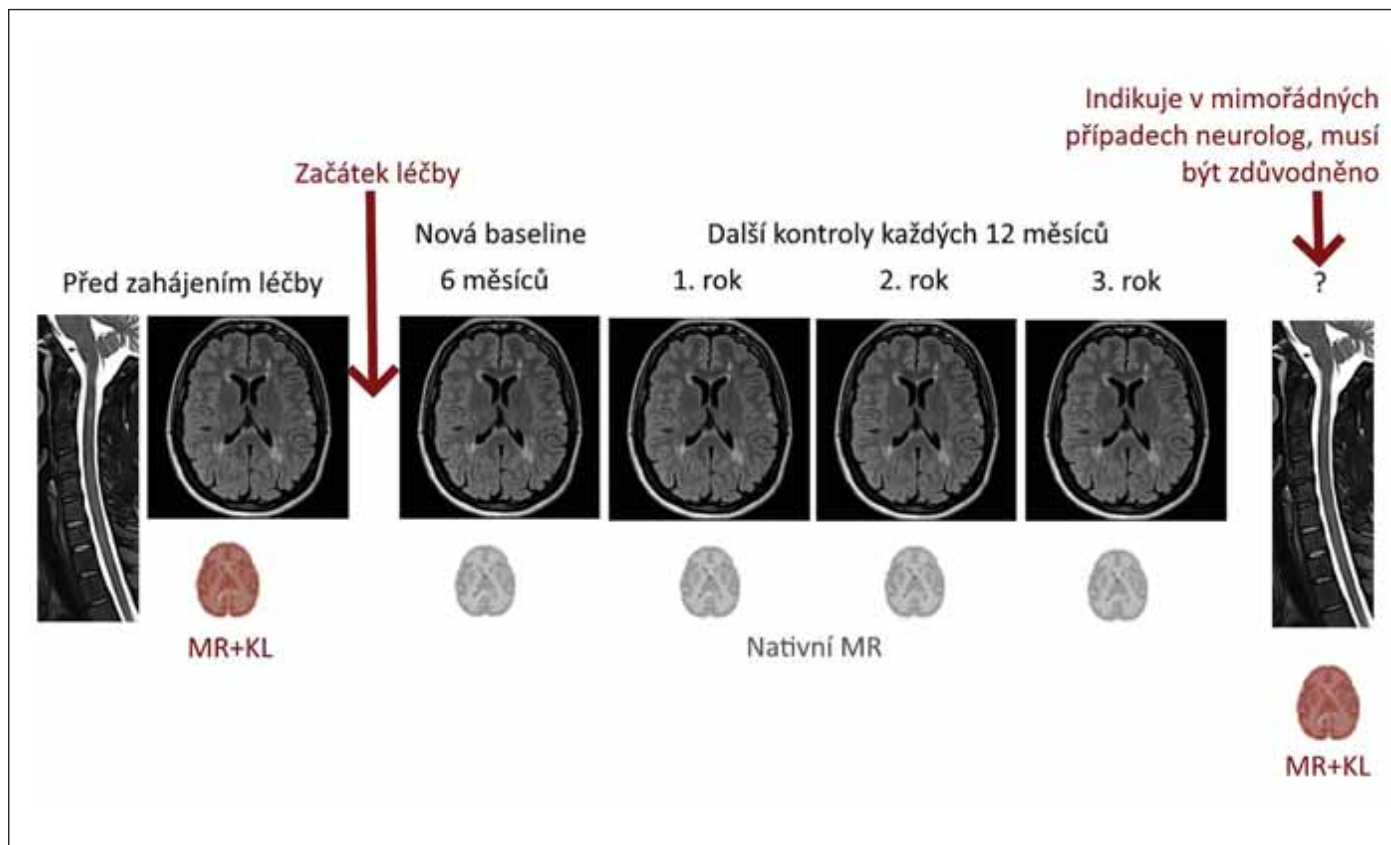 Indikuje v mimořádných
případech neurolog, musí
být zdůvodněno
Začátek léčby
Nová baseline
Další kontroly každých 12 měsíců
Před zahájením léčby
6 měsíců
1. rok
2. rok
3. rok
?
MR+KL
Nativní MR
MR+KL